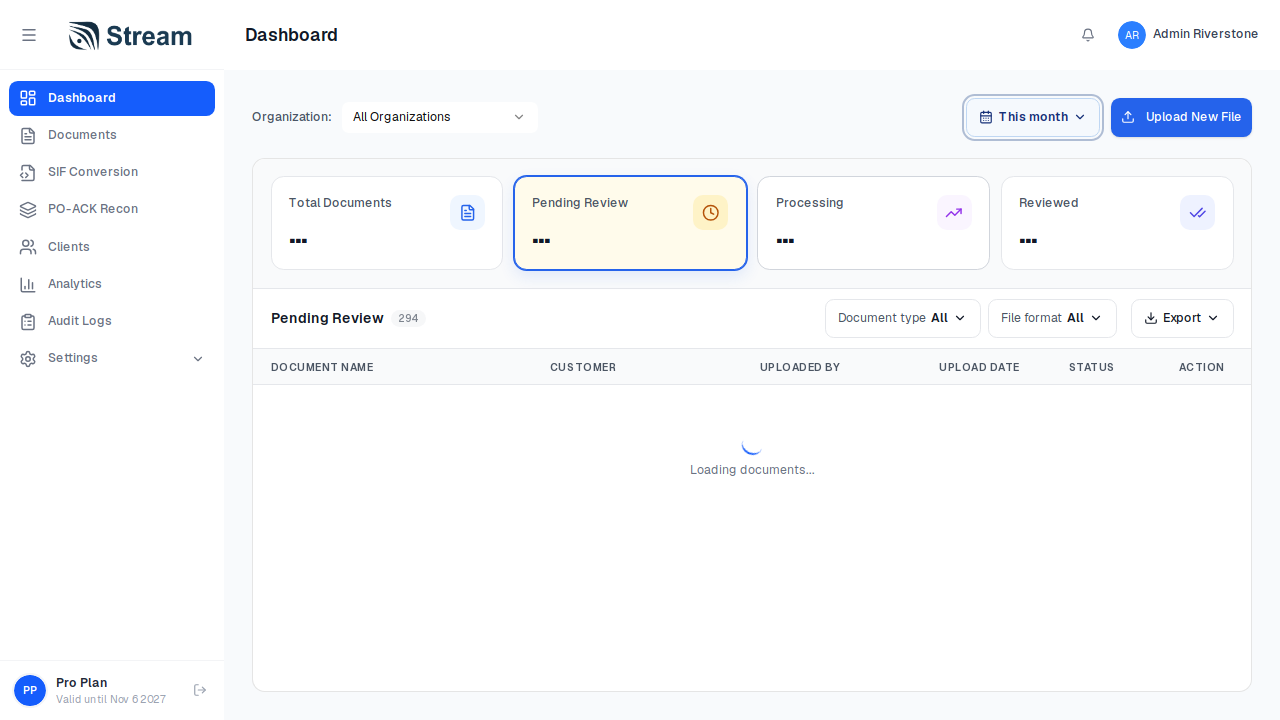 Stream
Dashboard
AR
Admin Riverstone
Dashboard
Documents
SIF Conversion
PO-ACK Recon
Clients
Analytics
Audit Logs
Settings
Organization:
All Organizations
This month
Upload New File
Total Documents
---
Pending Review
---
Processing
---
Reviewed
---
Pending Review 294
Document type All
File format All
Export
DOCUMENT NAME
CUSTOMER
UPLOADED BY
UPLOAD DATE
STATUS
ACTION
Loading documents...
PP
Pro Plan
Valid until Nov 6 2027